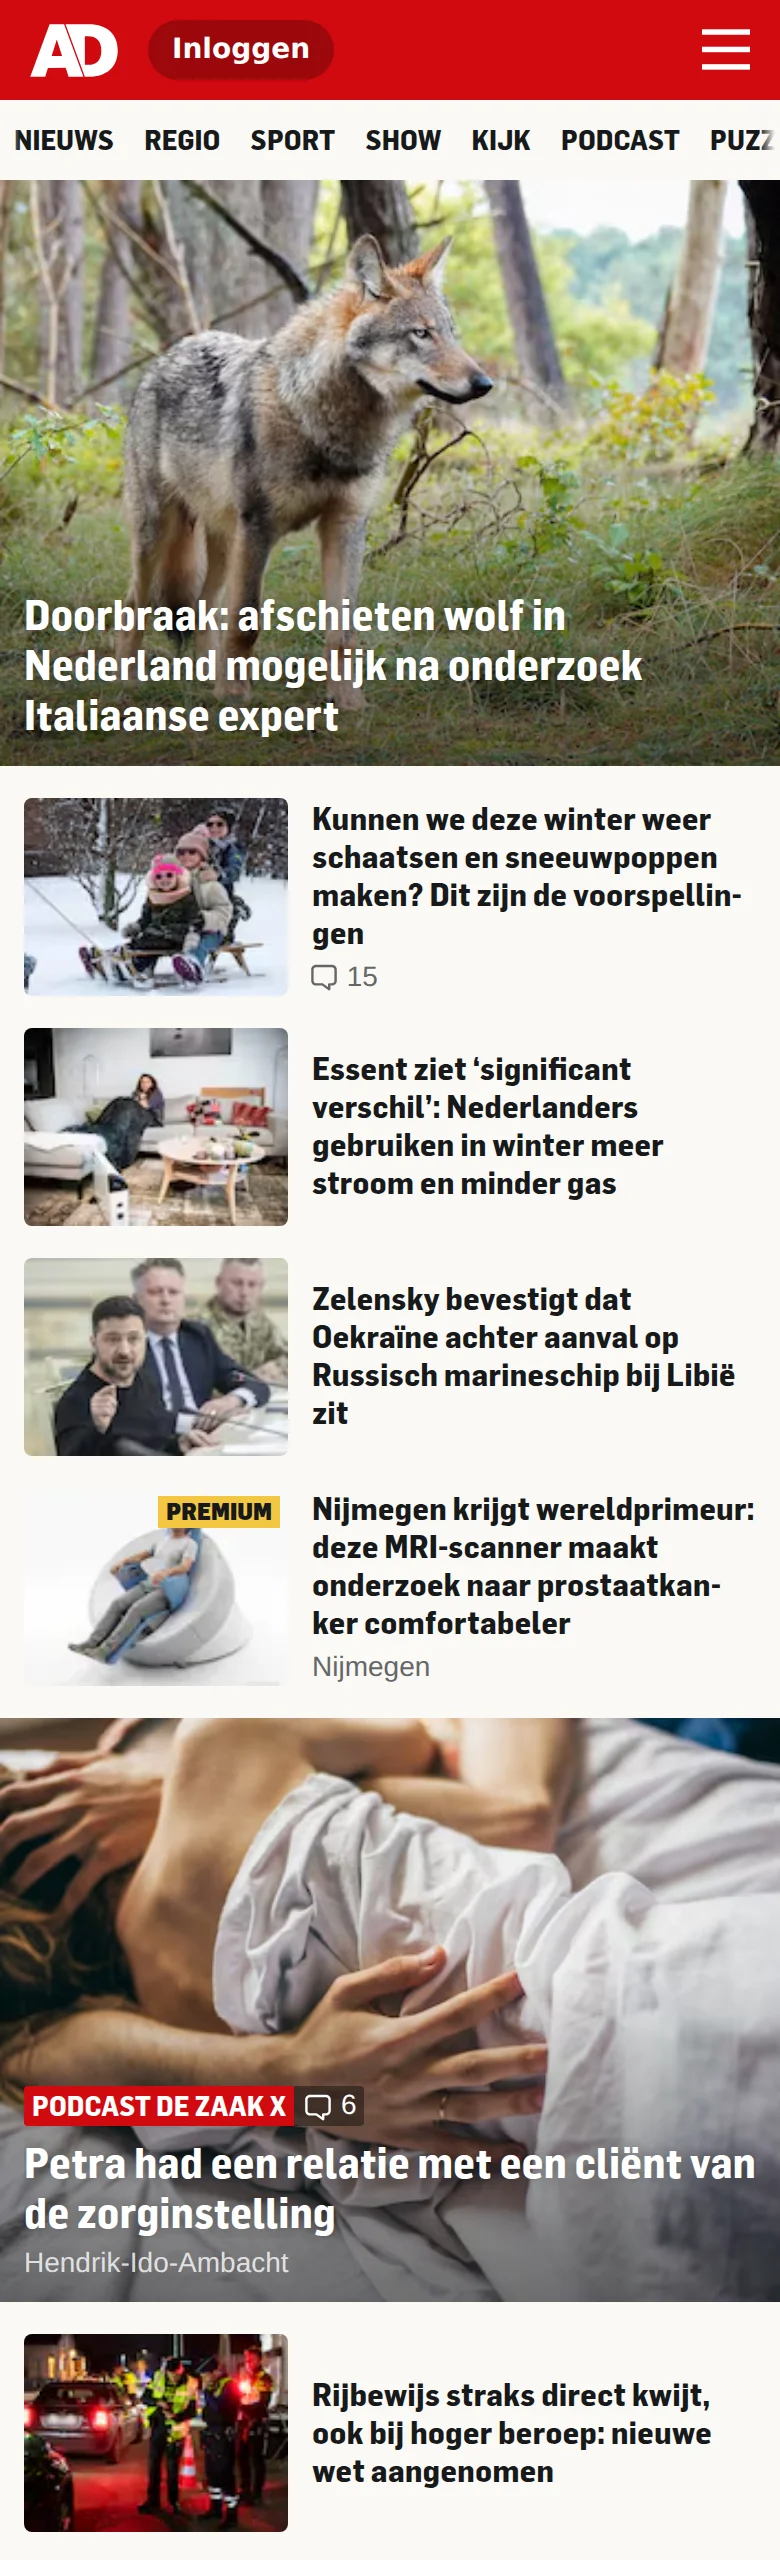 AD
Inloggen
NIEUWS REGIO SPORT SHOW KIJK PODCAST PUZZ
Doorbraak: afschieten wolf in
Nederland mogelijk na onderzoek
Italiaanse expert
Kunnen we deze winter weer
schaatsen en sneeuwpoppen
maken? Dit zijn de voorspellin-
gen
15
Essent ziet ‘significant
verschil’: Nederlanders
gebruiken in winter meer
stroom en minder gas
Zelensky bevestigt dat
Oekraïne achter aanval op
Russisch marineschip bij Libië
zit
PREMIUM
Nijmegen krijgt wereldprimeur:
deze MRI-scanner maakt
onderzoek naar prostaatkan-
ker comfortabeler
Nijmegen
PODCAST DE ZAAK X 6
Petra had een relatie met een cliënt van
de zorginstelling
Hendrik-Ido-Ambacht
Rijbewijs straks direct kwijt,
ook bij hoger beroep: nieuwe
wet aangenomen